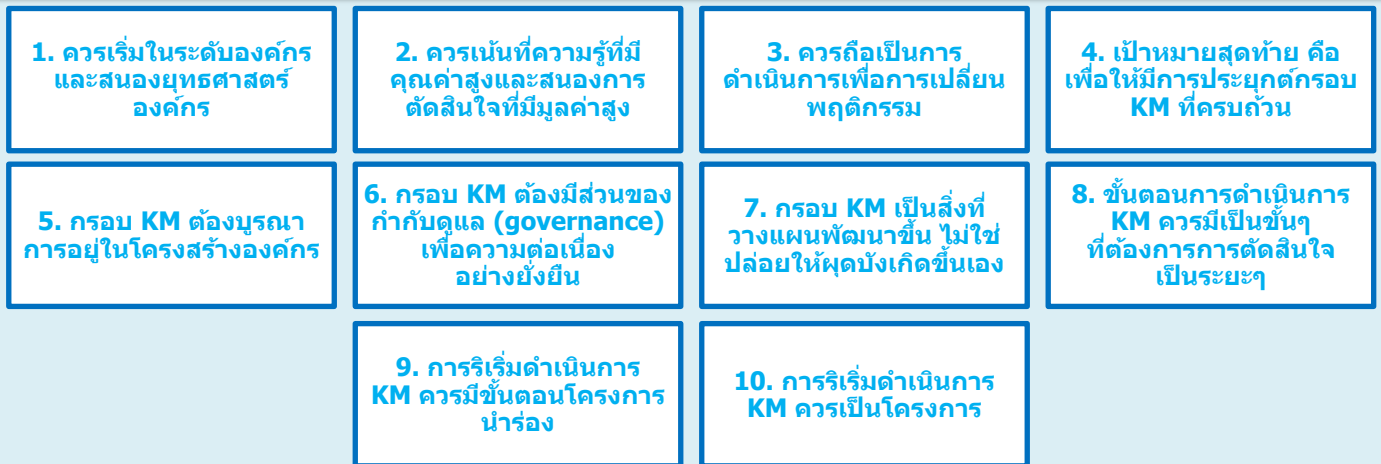 1. ควรเริ่มในระดับองค์กร
และสนองยุทธศาสตร์
องค์กร
2. ควรเน้นที่ความรู้ที่มี
คุณค่าสูงและสนองการ
ตัดสินใจที่มีมูลค่าสูง
3. ควรถือเป็นการ
ดำเนินการเพื่อการเปลี่ยน
พฤติกรรม
4. เป้าหมายสุดท้าย คือ
เพื่อให้มีการประยุกต์กรอบ
KM ที่ครบถ้วน
5. กรอบ KM ต้องบูรณา
การอยู่ในโครงสร้างองค์กร
6. กรอบ KM ต้องมีส่วนของ
กำกับดูแล (governance)
เพื่อความต่อเนื่อง
อย่างยั่งยืน
7. กรอบ KM เป็นสิ่งที่
วางแผนพัฒนาขึ้น ไม่ใช่
ปล่อยให้ผุดบังเกิดขึ้นเอง
8. ขั้นตอนการดำเนินการ
KM ควรมีเป็นขั้นๆ
ที่ต้องการการตัดสินใจ
เป็นระยะๆ
9. การริเริ่มดำเนินการ
KM ควรมีขั้นตอนโครงการ
นำร่อง
10. การริเริ่มดำเนินการ
KM ควรเป็นโครงการ